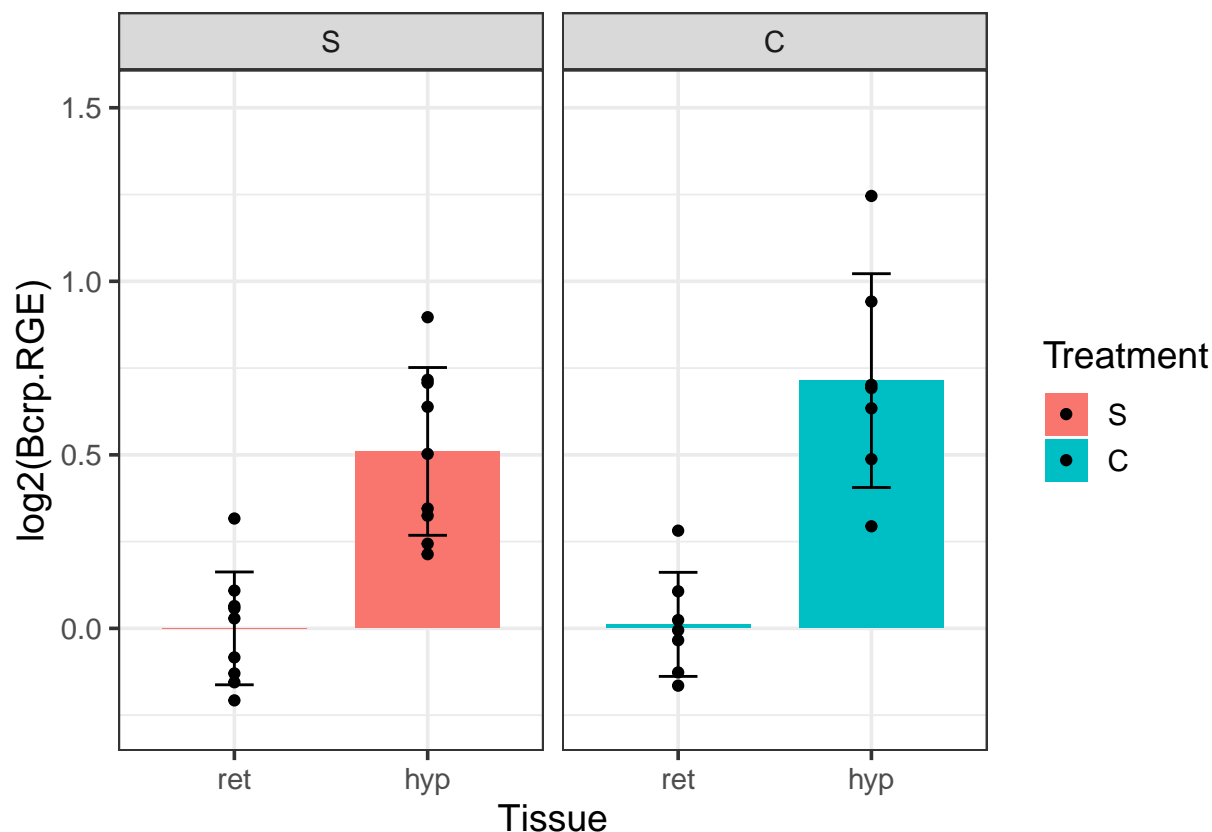 S
C
1.5
1.0
0.5
0.0
log2(Bcrp.RGE)
ret
hyp
ret
hyp
Tissue
Treatment
S
C